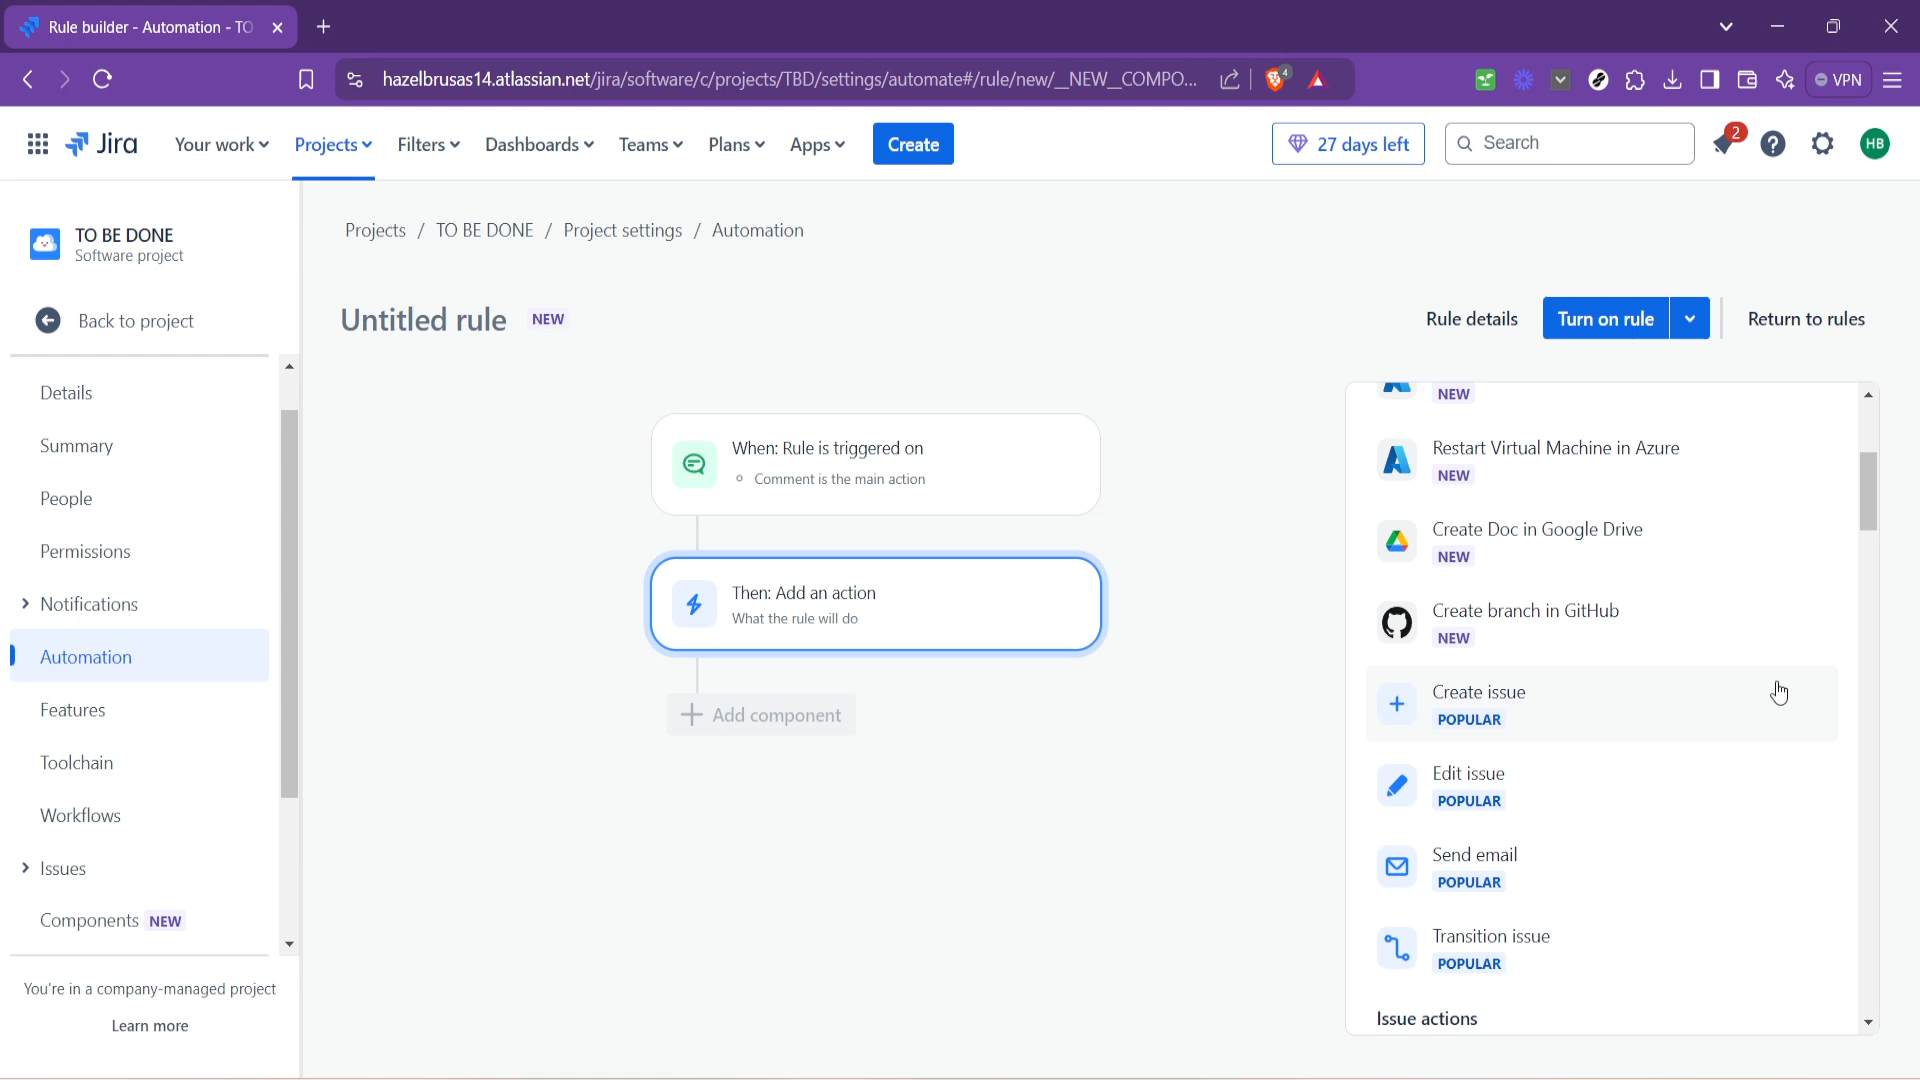 Rule builder - Automation - TO
hazelbrusas14.atlassian.net/jira/software/c/projects/TBD/settings/automate#/rule/new/_NEW__COMPO...
4
VPN
Jira
Your work
Projects
Filters
Dashboards
Teams
Plans
Apps
Create
27 days left
Search
2
HB
TO BE DONE
Software project
Back to project
Details
Summary
People
Permissions
Notifications
Automation
Features
Toolchain
Workflows
Issues
Components NEW
You're in a company-managed project
Learn more
Projects / TO BE DONE / Project settings / Automation
Untitled rule NEW
Rule details
Turn on rule
Return to rules
When: Rule is triggered on
Comment is the main action
Then: Add an action
What the rule will do
Add component
NEW
Restart Virtual Machine in Azure
NEW
Create Doc in Google Drive
NEW
Create branch in GitHub
NEW
Create issue
POPULAR
Edit issue
POPULAR
Send email
POPULAR
Transition issue
POPULAR
Issue actions